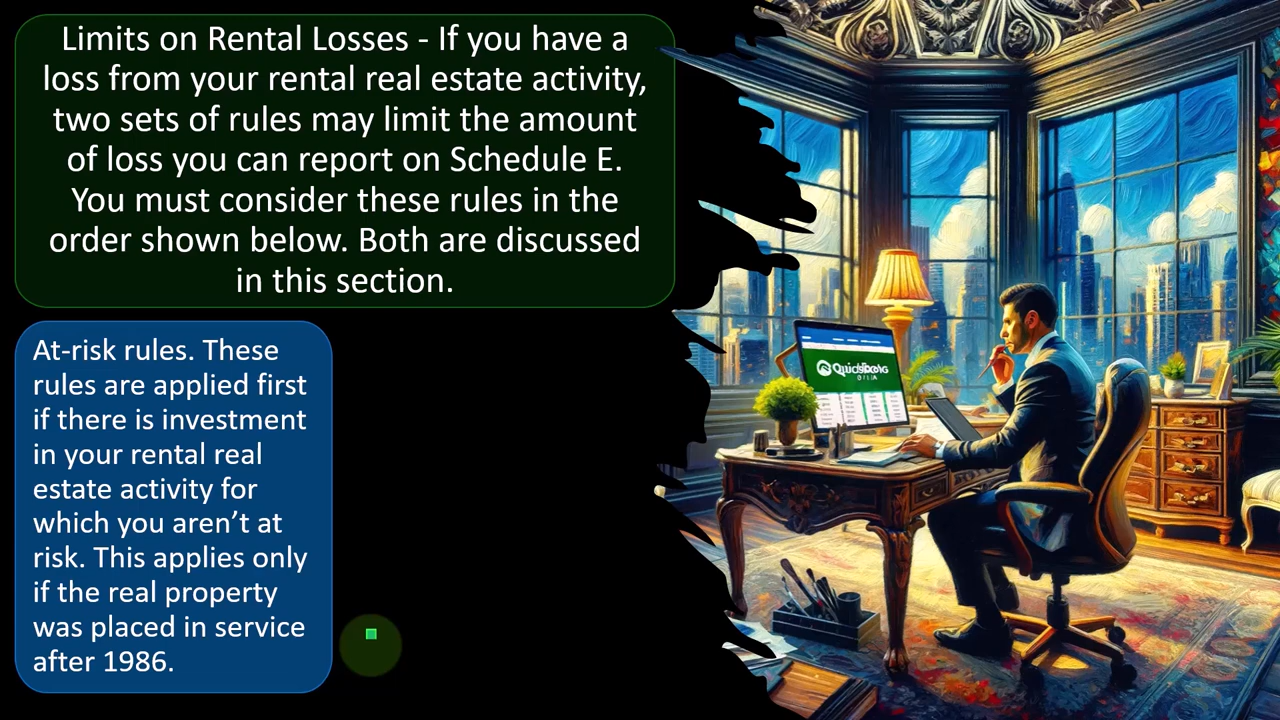 Limits on Rental Losses - If you have a
loss from your rental real estate activity,
two sets of rules may limit the amount
of loss you can report on Schedule E.
You must consider these rules in the
order shown below. Both are discussed
in this section.
At-risk rules. These
rules are applied first
if there is investment
in your rental real
estate activity for
which you aren’t at
risk. This applies only
if the real property
was placed in service
after 1986.